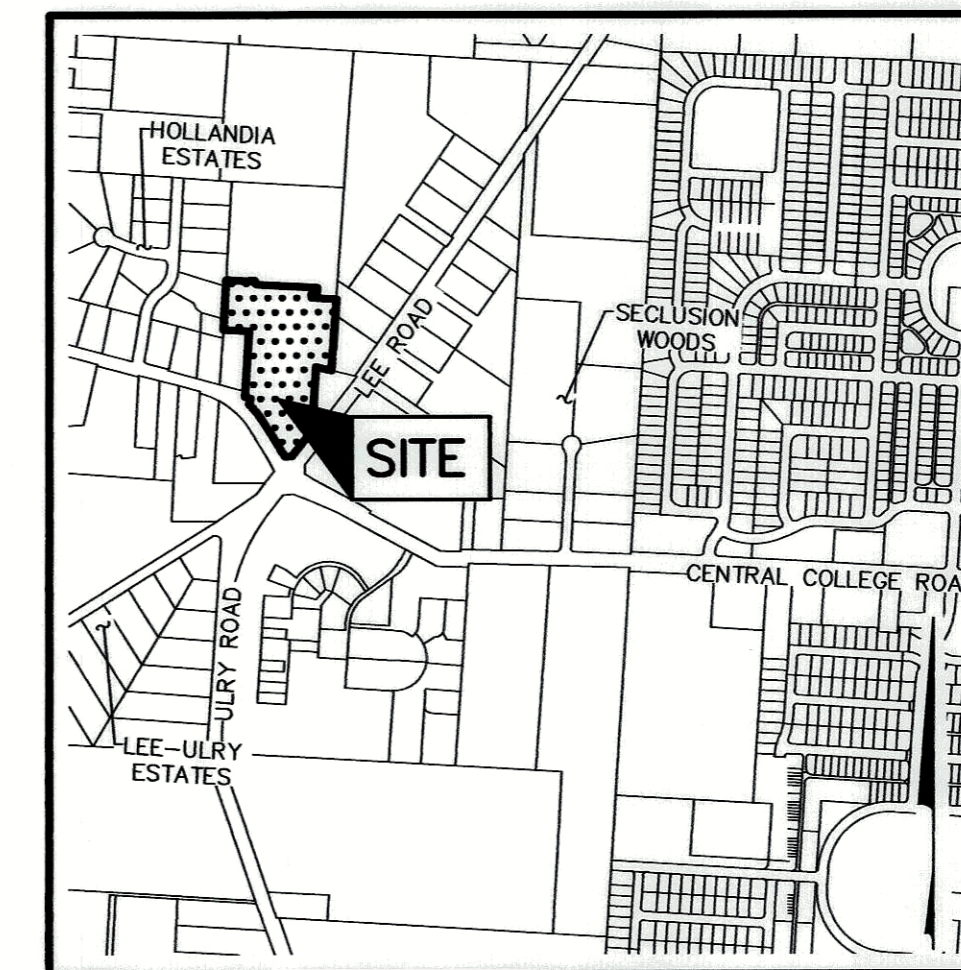 HOLLANDIA
ESTATES
LEE ROAD
SECLUSION
WOODS
SITE
CENTRAL COLLEGE ROA
ULRY ROAD
LEE-ULRY
ESTATES